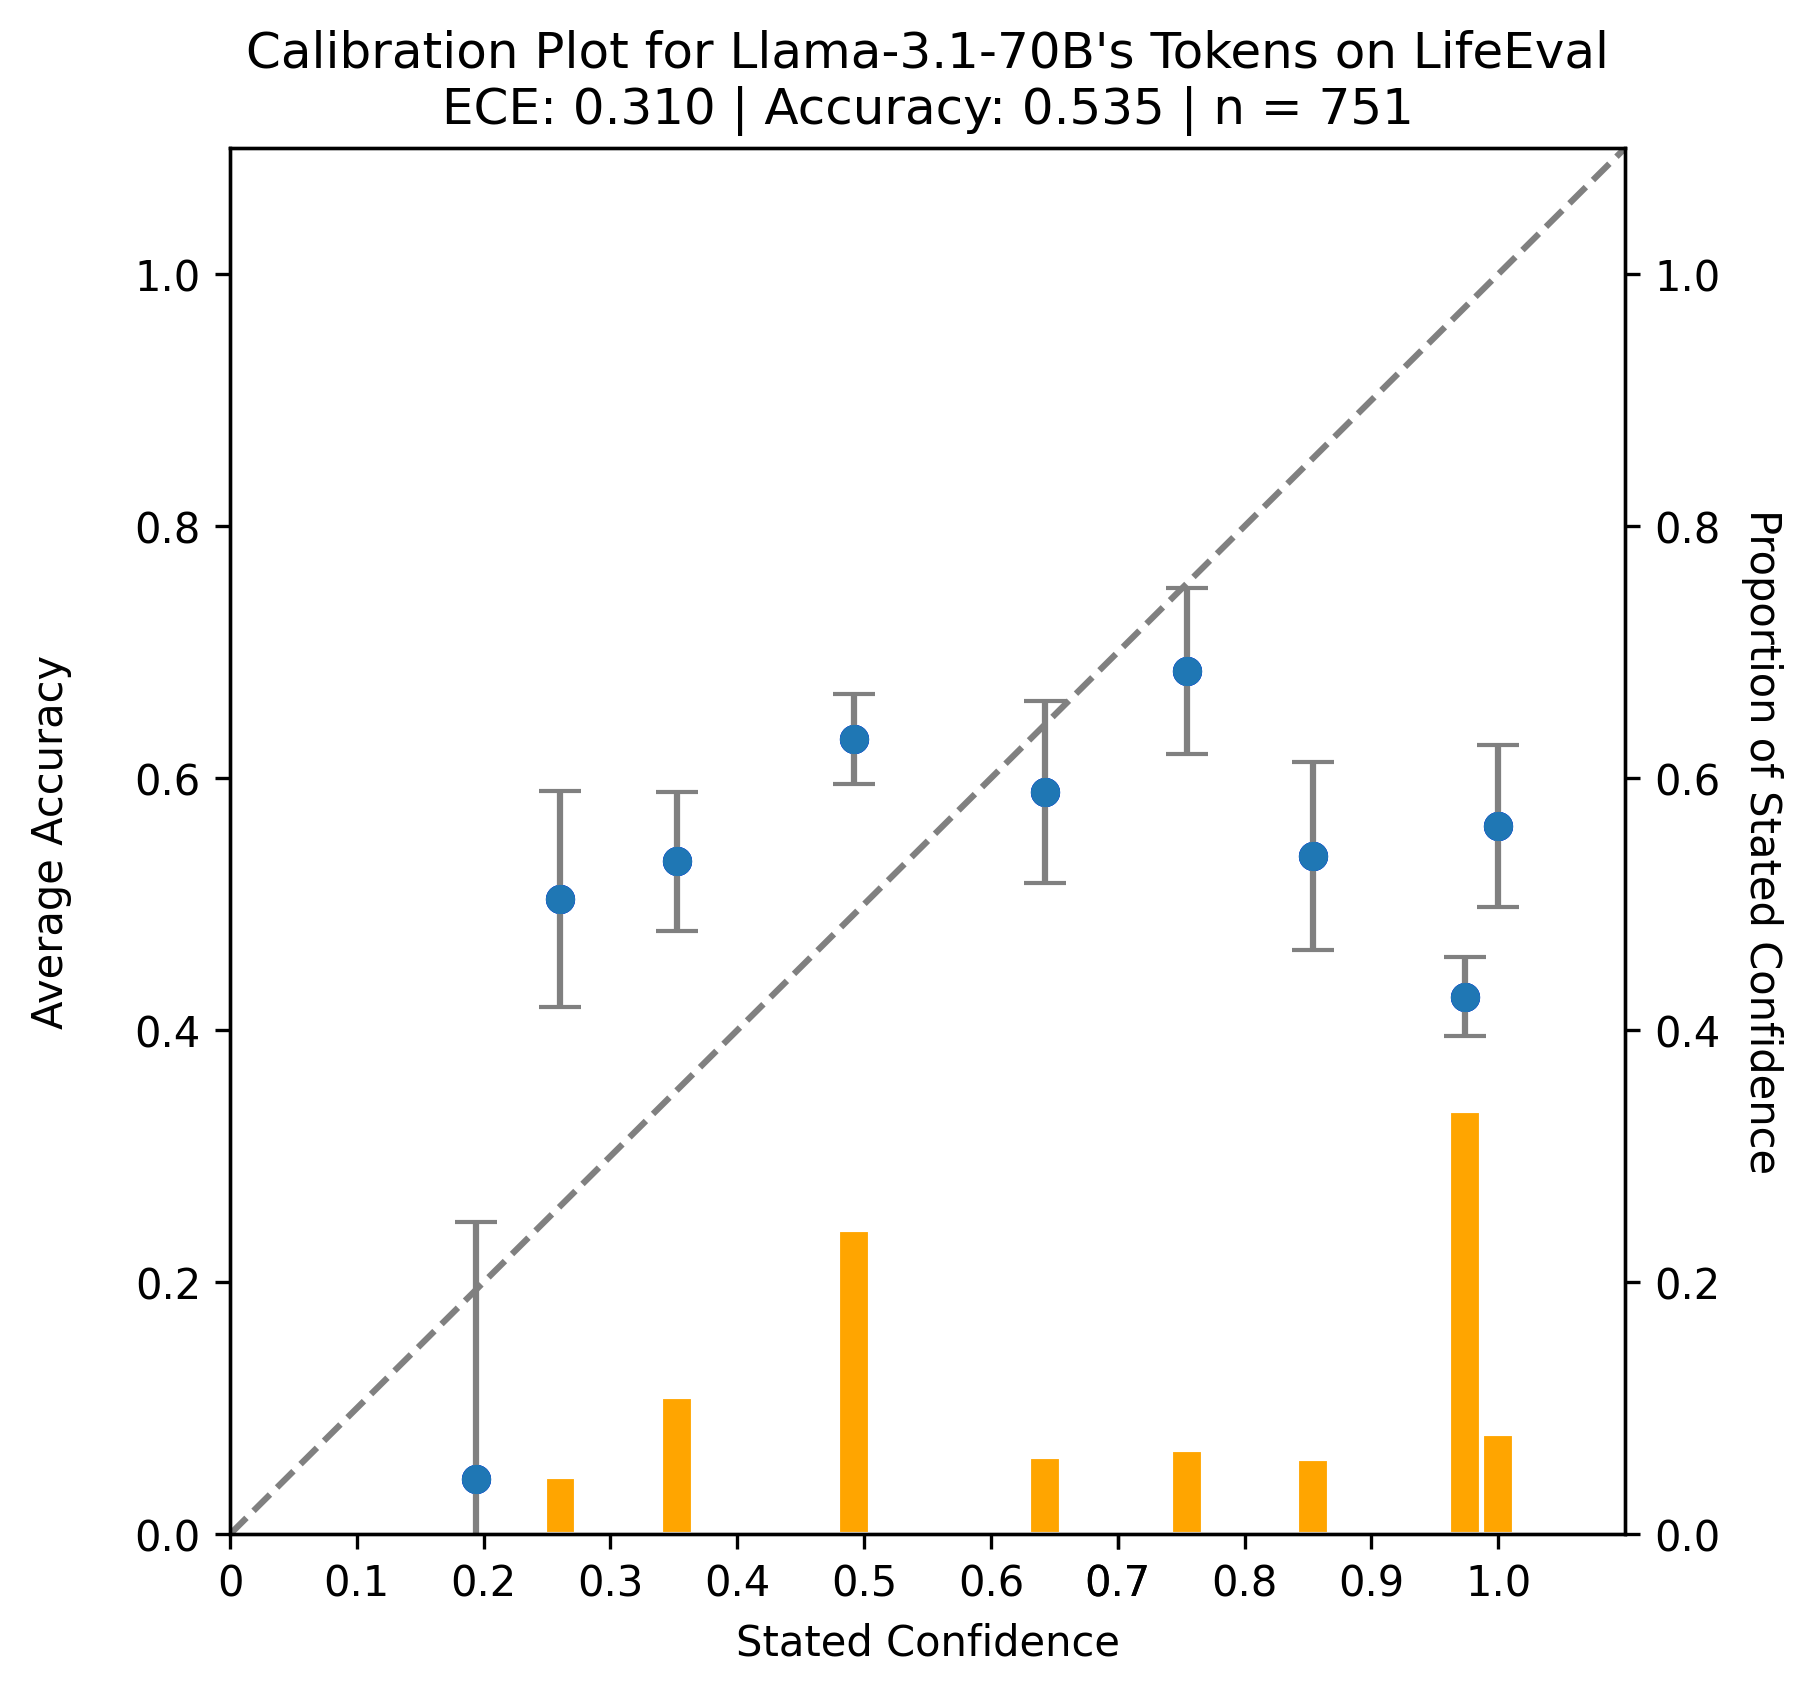 Calibration Plot for Llama-3.1-70B's Tokens on LifeEval
ECE: 0.310 | Accuracy: 0.535 | n = 751
Average Accuracy
1.0
0.8
0.6
0.4
0.2
0.0
1.0
0.8
0.6
0.4
0.2
0.0
Proportion of Stated Confidence
0 0.1 0.2 0.3 0.4 0.5 0.6 0.7 0.8 0.9 1.0
Stated Confidence